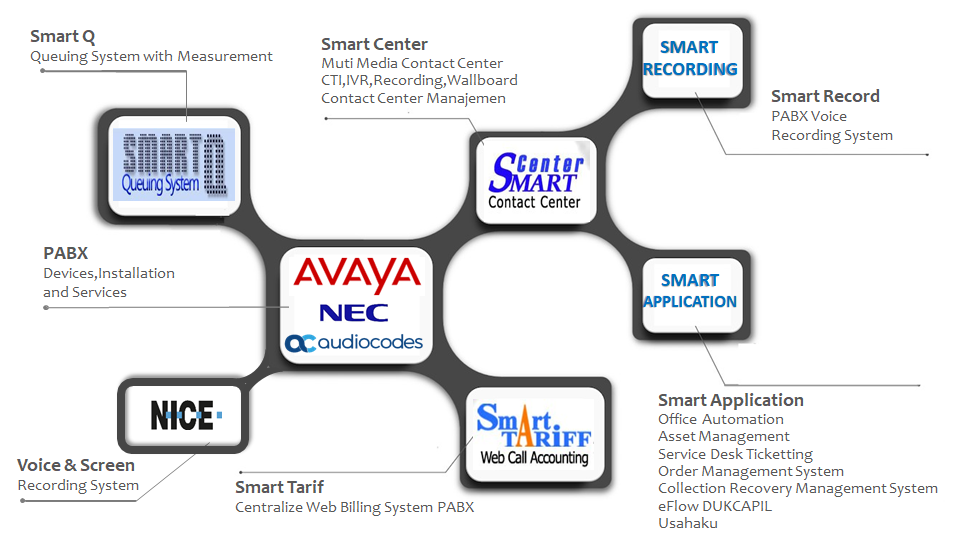 Smart Q
Queuing System with Measurement
SMART Q
Queuing System
Smart Center
Muti Media Contact Center
CTI,IVR,Recording,Wallboard
Contact Center Manajemen
SMART
RECORDING
Smart Record
PABX Voice
Recording System
Center
SMART
Contact Center
PABX
Devices,Installation
and Services
AVAYA
NEC
audiocodes
SMART
APPLICATION
NICE
Voice & Screen
Recording System
Smart
TARiFF
Web Call Accounting
Smart Tarif
Centralize Web Billing System PABX
Smart Application
Office Automation
Asset Management
Service Desk Ticketting
Order Management System
Collection Recovery Management System
eFlow DUKCAPIL
Usahaku